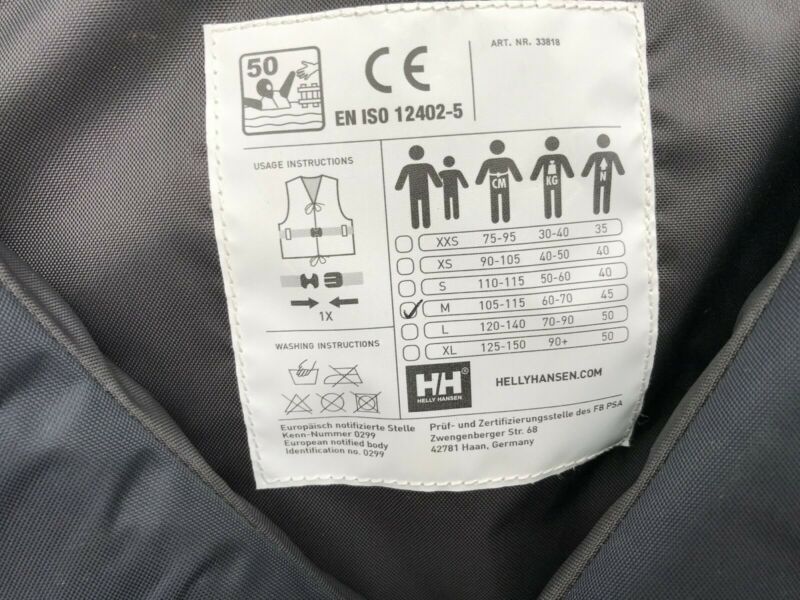 50
CE
EN ISO 12402-5
ART. NR. 33818
USAGE INSTRUCTIONS
1X
WASHING INSTRUCTIONS
CM KG N
XXS 75-95 30-40 35
XS 90-105 40-50 40
S 110-115 50-60 40
M 105-115 60-70 45
L 120-140 70-90 50
XL 125-150 90+ 50
HH®
HELLY HANSEN
HELLYHANSEN.COM
Europäisch notifizierte Stelle
Kenn-Nummer 0299
European notified body
Identification no. 0299
Prüf- und Zertifizierungsstelle des FB PSA
Zwengenberger Str. 68
42781 Haan, Germany